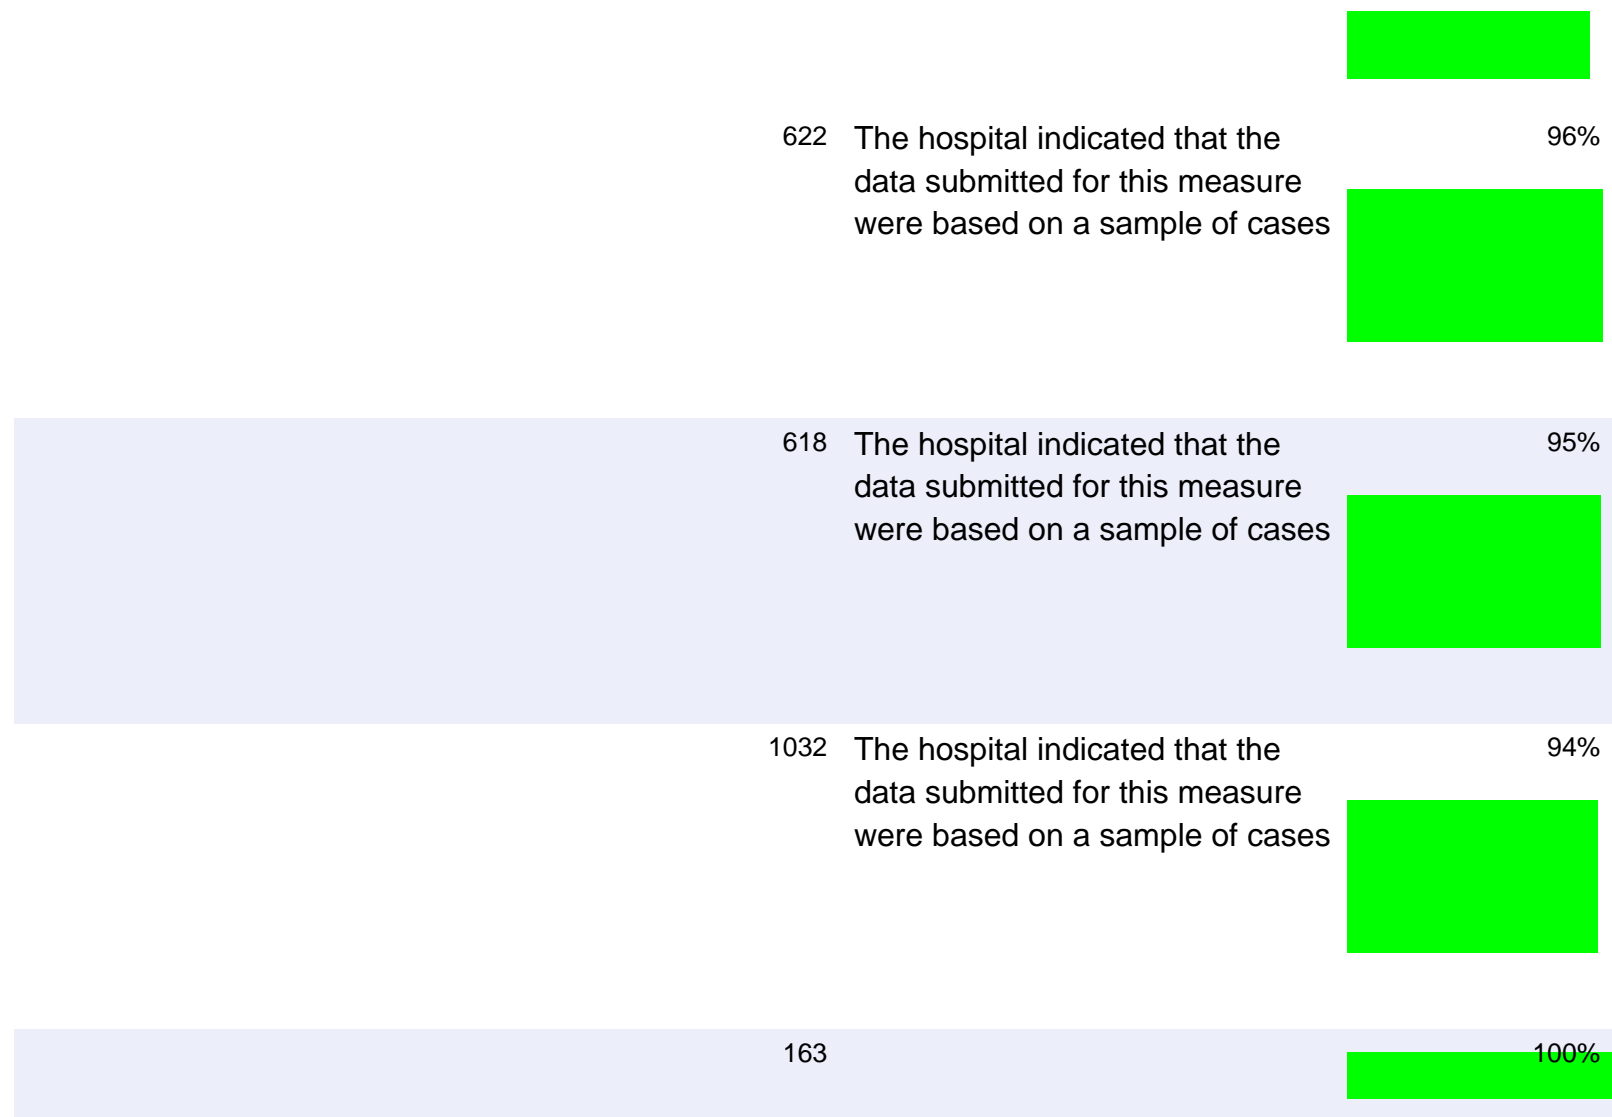 622 The hospital indicated that the 96%
data submitted for this measure
were based on a sample of cases
618 The hospital indicated that the 95%
data submitted for this measure
were based on a sample of cases
1032 The hospital indicated that the 94%
data submitted for this measure
were based on a sample of cases
163 100%